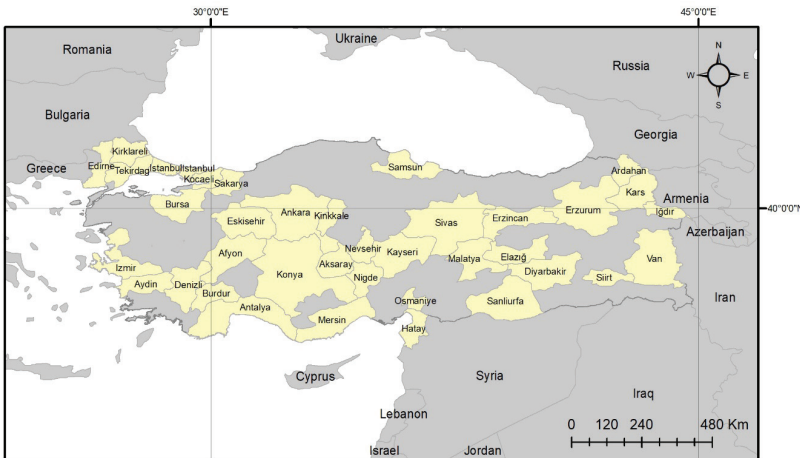 30°0'0"E
45°0'0"E
Romania
Ukraine
Russia
N
W
E
S
Bulgaria
Georgia
Greece
Kirklareli
Edirne
Tekirdag
Istanbul
Istanbul
Kocaeli
Sakarya
Samsun
Ardahan
Kars
Armenia
Iğdır
40°0'0"N
Azerbaijan
Bursa
Eskisehir
Ankara
Kinkkale
Sivas
Erzincan
Erzurum
Afyon
Nevsehir
Kayseri
Malatya
Elazığ
Diyarbakir
Siirt
Van
Izmir
Aydin
Denizli
Burdur
Konya
Aksaray
Nigde
Antalya
Mersin
Osmaniye
Hatay
Sanliurfa
Iran
Cyprus
Syria
Iraq
Lebanon
Israel
Jordan
0 120 240 480 Km